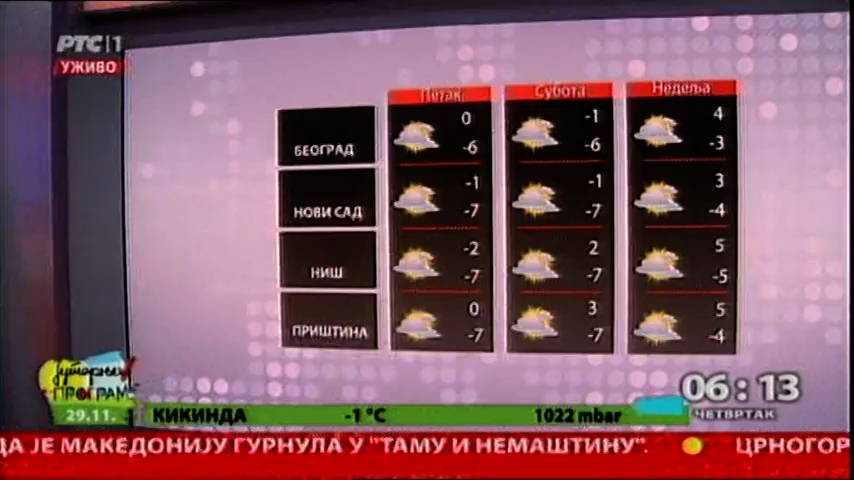 РТС 1
УЖИВО
Петак Субота Недеља
БЕОГРАД 0 -6 -1 -6 4 -3
НОВИ САД -1 -7 -1 -7 3 -4
НИШ -2 -7 2 -7 5 -5
ПРИШТИНА 0 -7 3 -7 5 -4
Јутарњи
ПРОГРАМ
29.11.
КИКИНДА -1 °C 1022 mbar
06:13
ЧЕТВРТАК
ДА ЈЕ МАКЕДОНИЈУ ГУРНУЛА У "ТАМУ И НЕМАШТИНУ". ЦРНОГОР